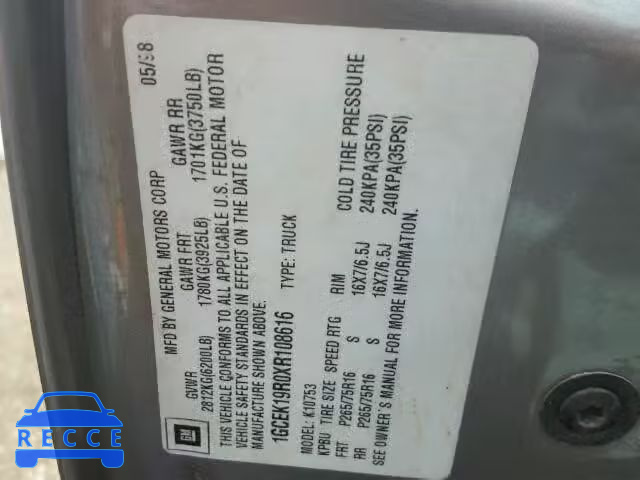 MFD BY GENERAL MOTORS CORP 05/98
GVWR GAWR FRT GAWR RR
2812KG(6200LB) 1780KG(3925LB) 1701KG(3750LB)
THIS VEHICLE CONFORMS TO ALL APPLICABLE U.S. FEDERAL MOTOR
VEHICLE SAFETY STANDARDS IN EFFECT ON THE DATE OF
MANUFACTURE SHOWN ABOVE.
1GCEK19R0XR108616 TYPE: TRUCK
MODEL: K10753
KPBU TIRE SIZE SPEED RTG RIM COLD TIRE PRESSURE
FRT P265/75R16 S 16X7/6.5J 240KPA(35PSI)
RR P265/75R16 S 16X7/6.5J 240KPA(35PSI)
SEE OWNER'S MANUAL FOR MORE INFORMATION.
GM
AUTOBIDMASTER